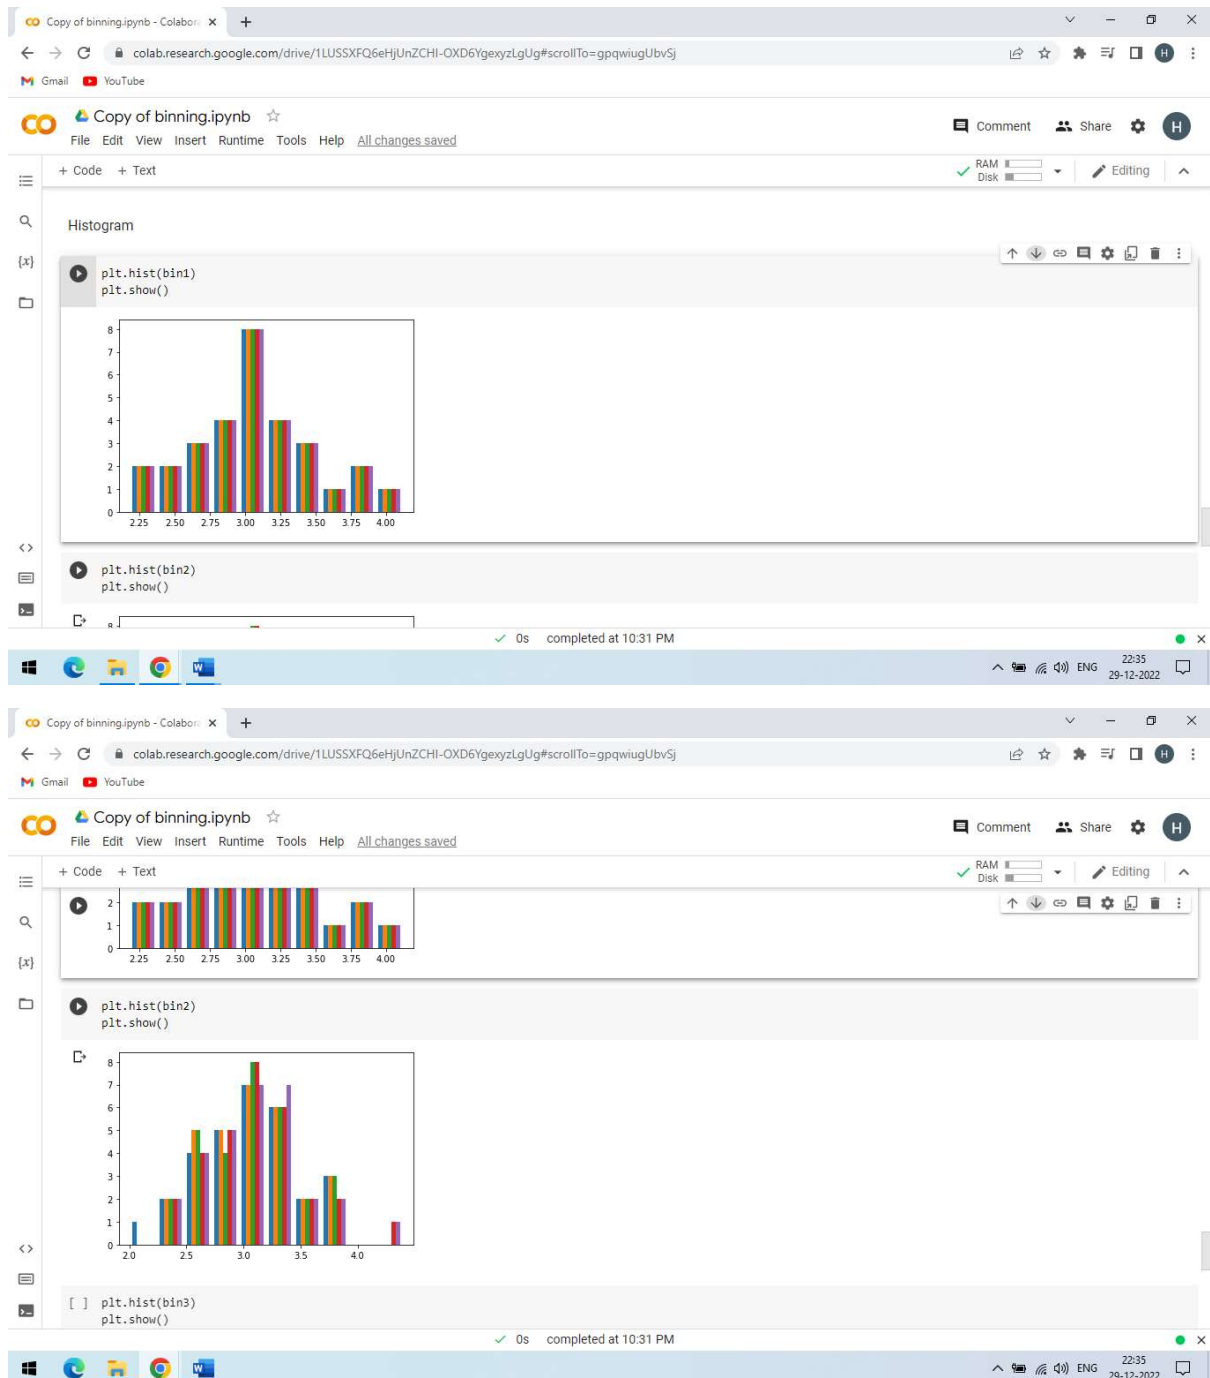 Copy of binning.ipynb - Colabora
colab.research.google.com/drive/1LUSSXFQ6eHjUnZCHI-OXD6YgexyzLgUg#scrollTo=gpqwiugUbvSj
H
Gmail YouTube
Copy of binning.ipynb
File Edit View Insert Runtime Tools Help All changes saved
Comment Share H
+ Code + Text
RAM
Disk
Editing
Histogram
{x}
plt.hist(bin1)
plt.show()
8
7
6
5
4
3
2
1
0
2.25 2.50 2.75 3.00 3.25 3.50 3.75 4.00
plt.hist(bin2)
plt.show()
8
0s completed at 10:31 PM
ENG
22:35
29-12-2022
Copy of binning.ipynb - Colabora
colab.research.google.com/drive/1LUSSXFQ6eHjUnZCHI-OXD6YgexyzLgUg#scrollTo=gpqwiugUbvSj
H
Gmail YouTube
Copy of binning.ipynb
File Edit View Insert Runtime Tools Help All changes saved
Comment Share H
+ Code + Text
RAM
Disk
Editing
2
1
0
2.25 2.50 2.75 3.00 3.25 3.50 3.75 4.00
{x}
plt.hist(bin2)
plt.show()
8
7
6
5
4
3
2
1
0
2.0 2.5 3.0 3.5 4.0
[ ] plt.hist(bin3)
plt.show()
0s completed at 10:31 PM
ENG
22:35
29-12-2022